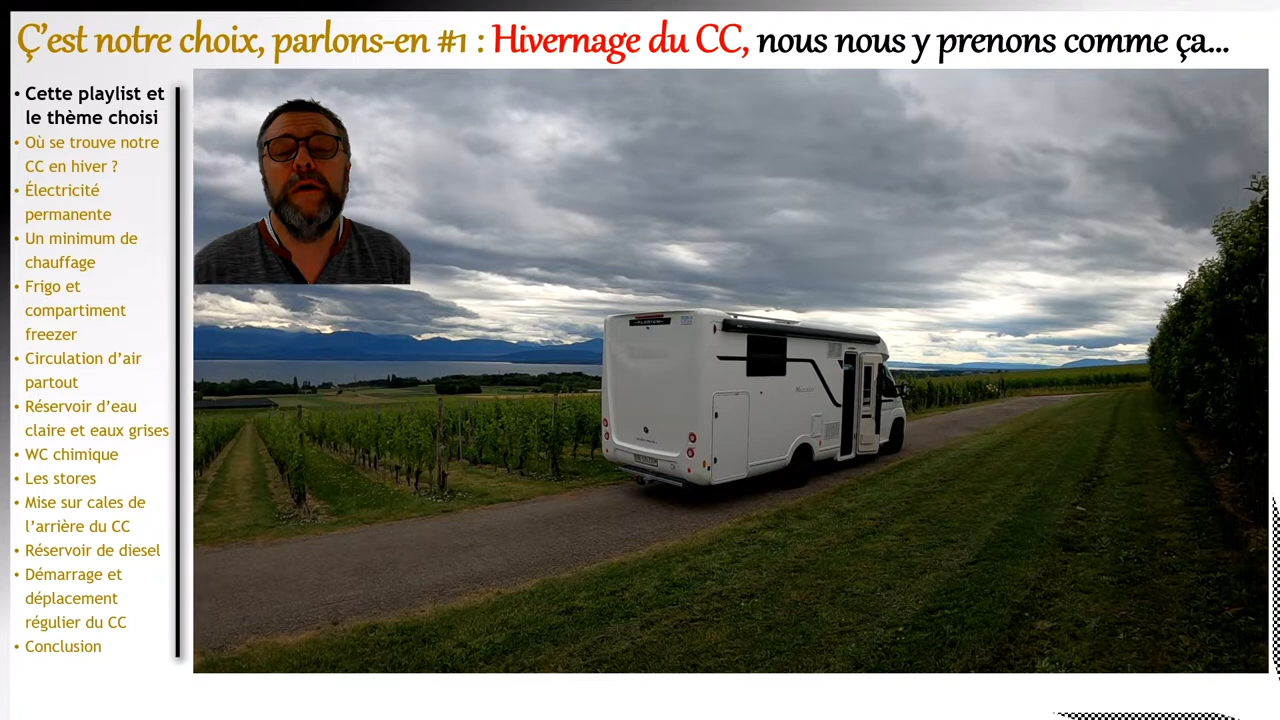 Ç'est notre choix, parlons-en #1 : Hivernage du CC, nous nous y prenons comme ça...
• Cette playlist et
le thème choisi
• Où se trouve notre
CC en hiver ?
• Électricité
permanente
• Un minimum de
chauffage
• Frigo et
compartiment
freezer
• Circulation d'air
partout
• Réservoir d'eau
claire et eaux grises
• WC chimique
• Les stores
• Mise sur cales de
l'arrière du CC
• Réservoir de diesel
• Démarrage et
déplacement
régulier du CC
• Conclusion